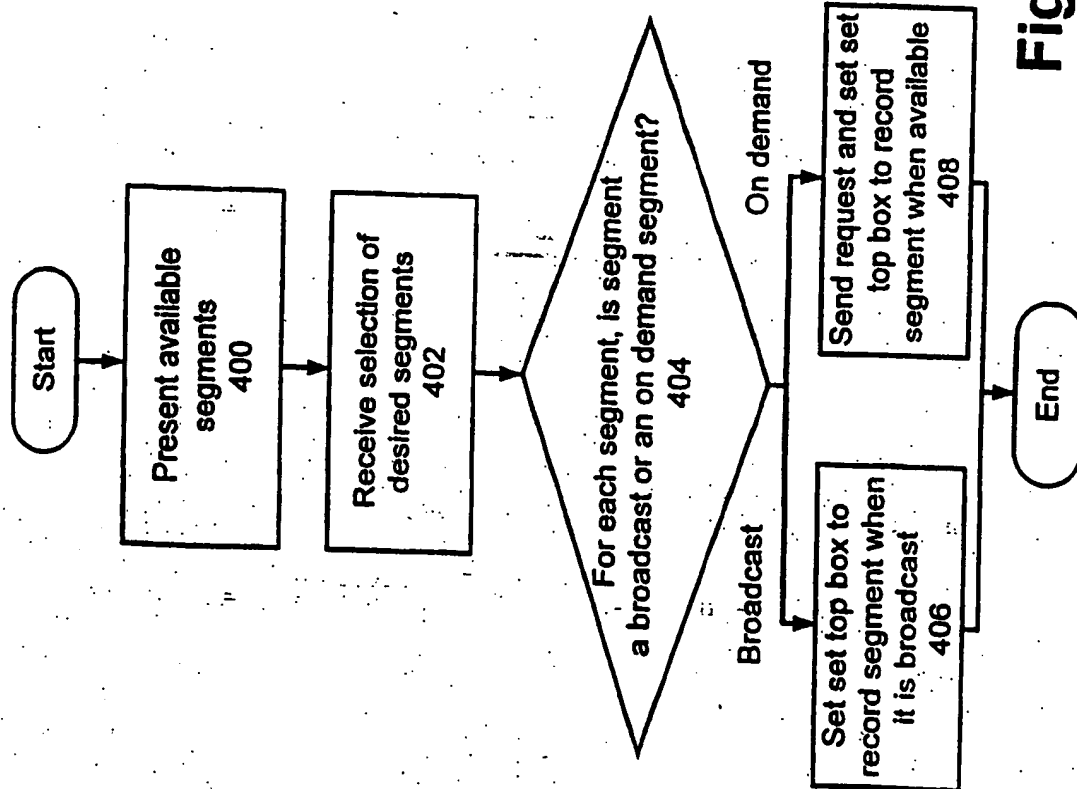 Start
Present available
segments
400
Receive selection of
desired segments
402
For each segment, is segment
a broadcast or an on demand segment?
404
Broadcast
On demand
Set set top box to
record segment when
it is broadcast
406
Send request and set set
top box to record
segment when available
408
End
Fig